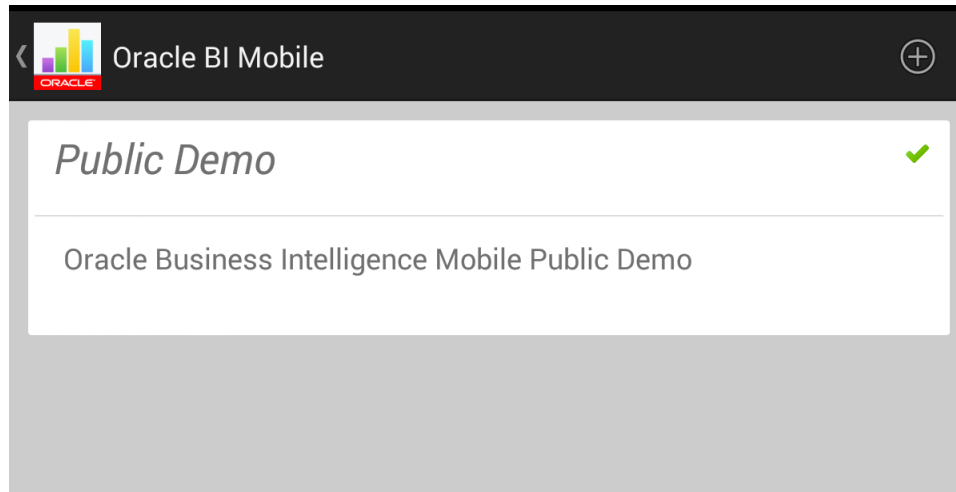 Oracle BI Mobile
ORACLE
Public Demo
Oracle Business Intelligence Mobile Public Demo